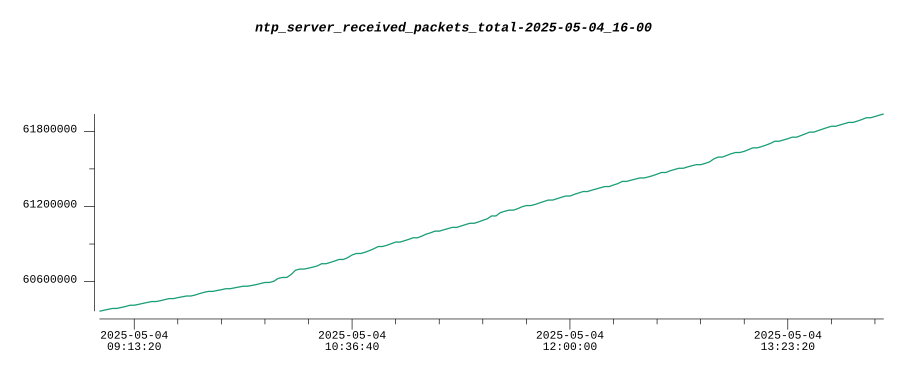 ntp_server_received_packets_total-2025-05-04_16-00
61800000
61200000
60600000
2025-05-04 2025-05-04 2025-05-04 2025-05-04
09:13:20 10:36:40 12:00:00 13:23:20